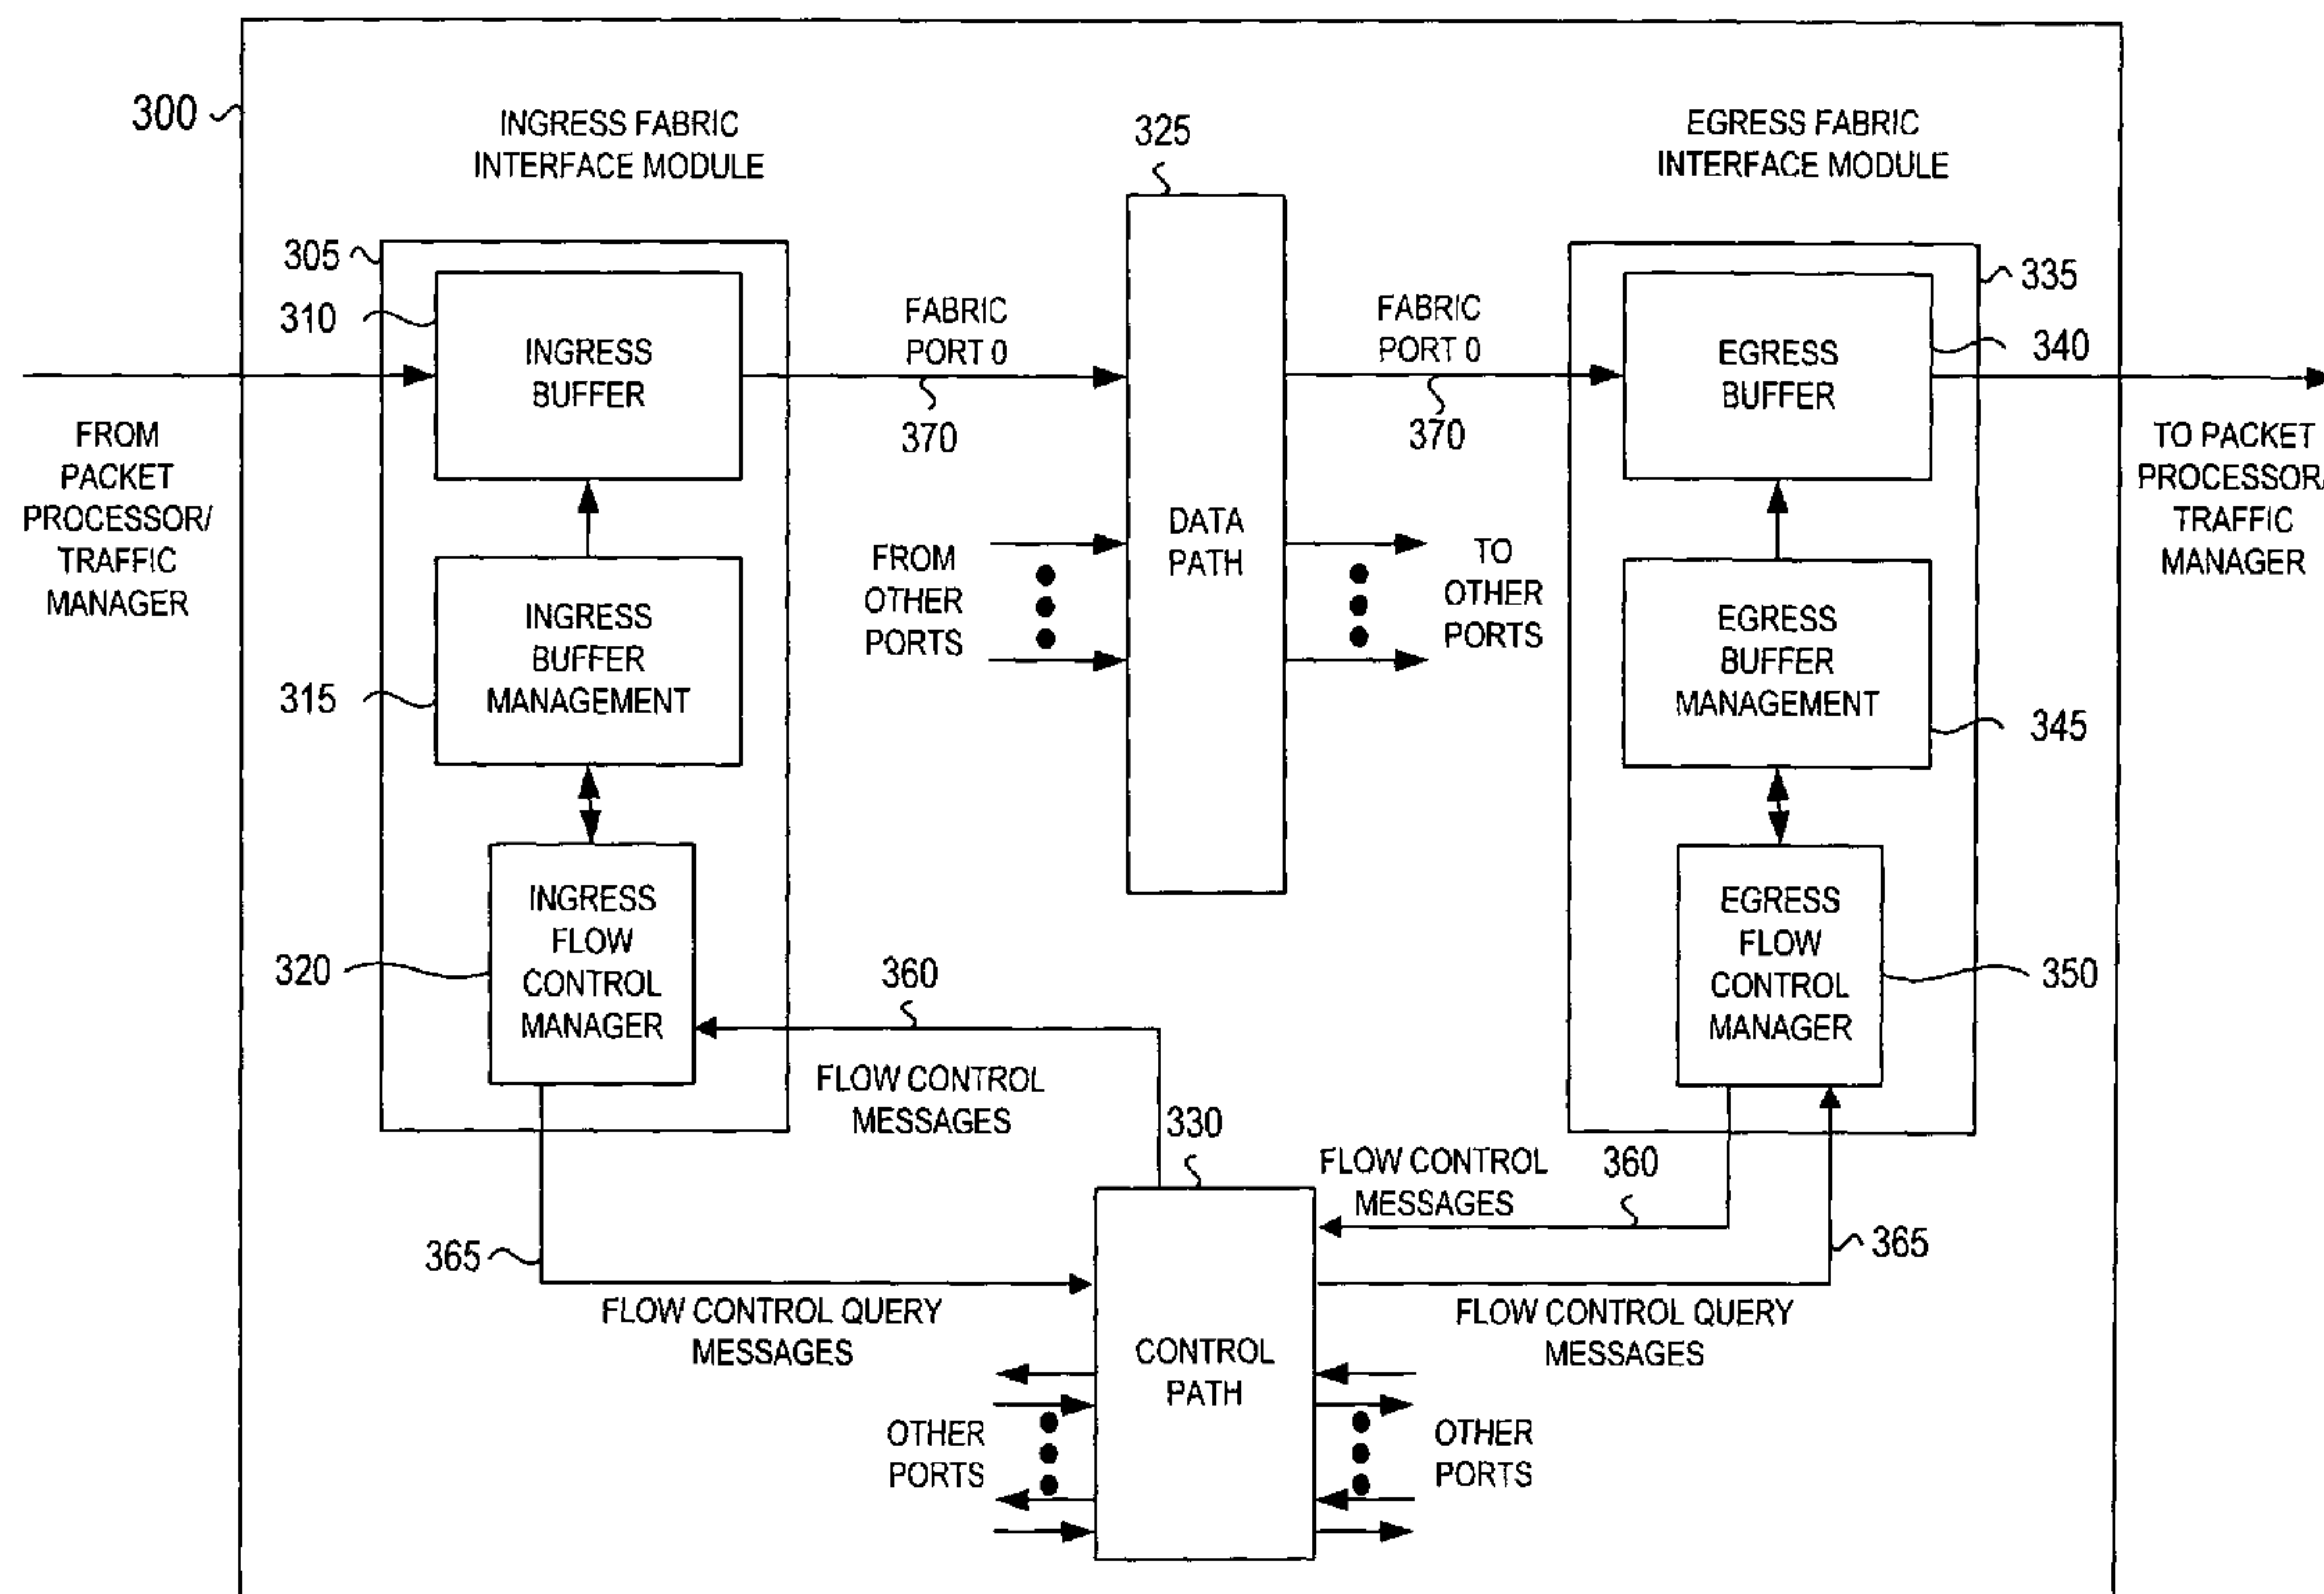 300
INGRESS FABRIC
INTERFACE MODULE
325
EGRESS FABRIC
INTERFACE MODULE
305
310
INGRESS
BUFFER
FABRIC
PORT 0
370
FABRIC
PORT 0
370
335
EGRESS
BUFFER
340
FROM
PACKET
PROCESSOR/
TRAFFIC
MANAGER
TO PACKET
PROCESSOR/
TRAFFIC
MANAGER
315
INGRESS
BUFFER
MANAGEMENT
FROM
OTHER
PORTS
DATA
PATH
TO
OTHER
PORTS
EGRESS
BUFFER
MANAGEMENT
345
320
INGRESS
FLOW
CONTROL
MANAGER
360
FLOW CONTROL
MESSAGES
EGRESS
FLOW
CONTROL
MANAGER
350
330
FLOW CONTROL
MESSAGES
360
365
FLOW CONTROL QUERY
MESSAGES
365
FLOW CONTROL QUERY
MESSAGES
CONTROL
PATH
OTHER
PORTS
OTHER
PORTS